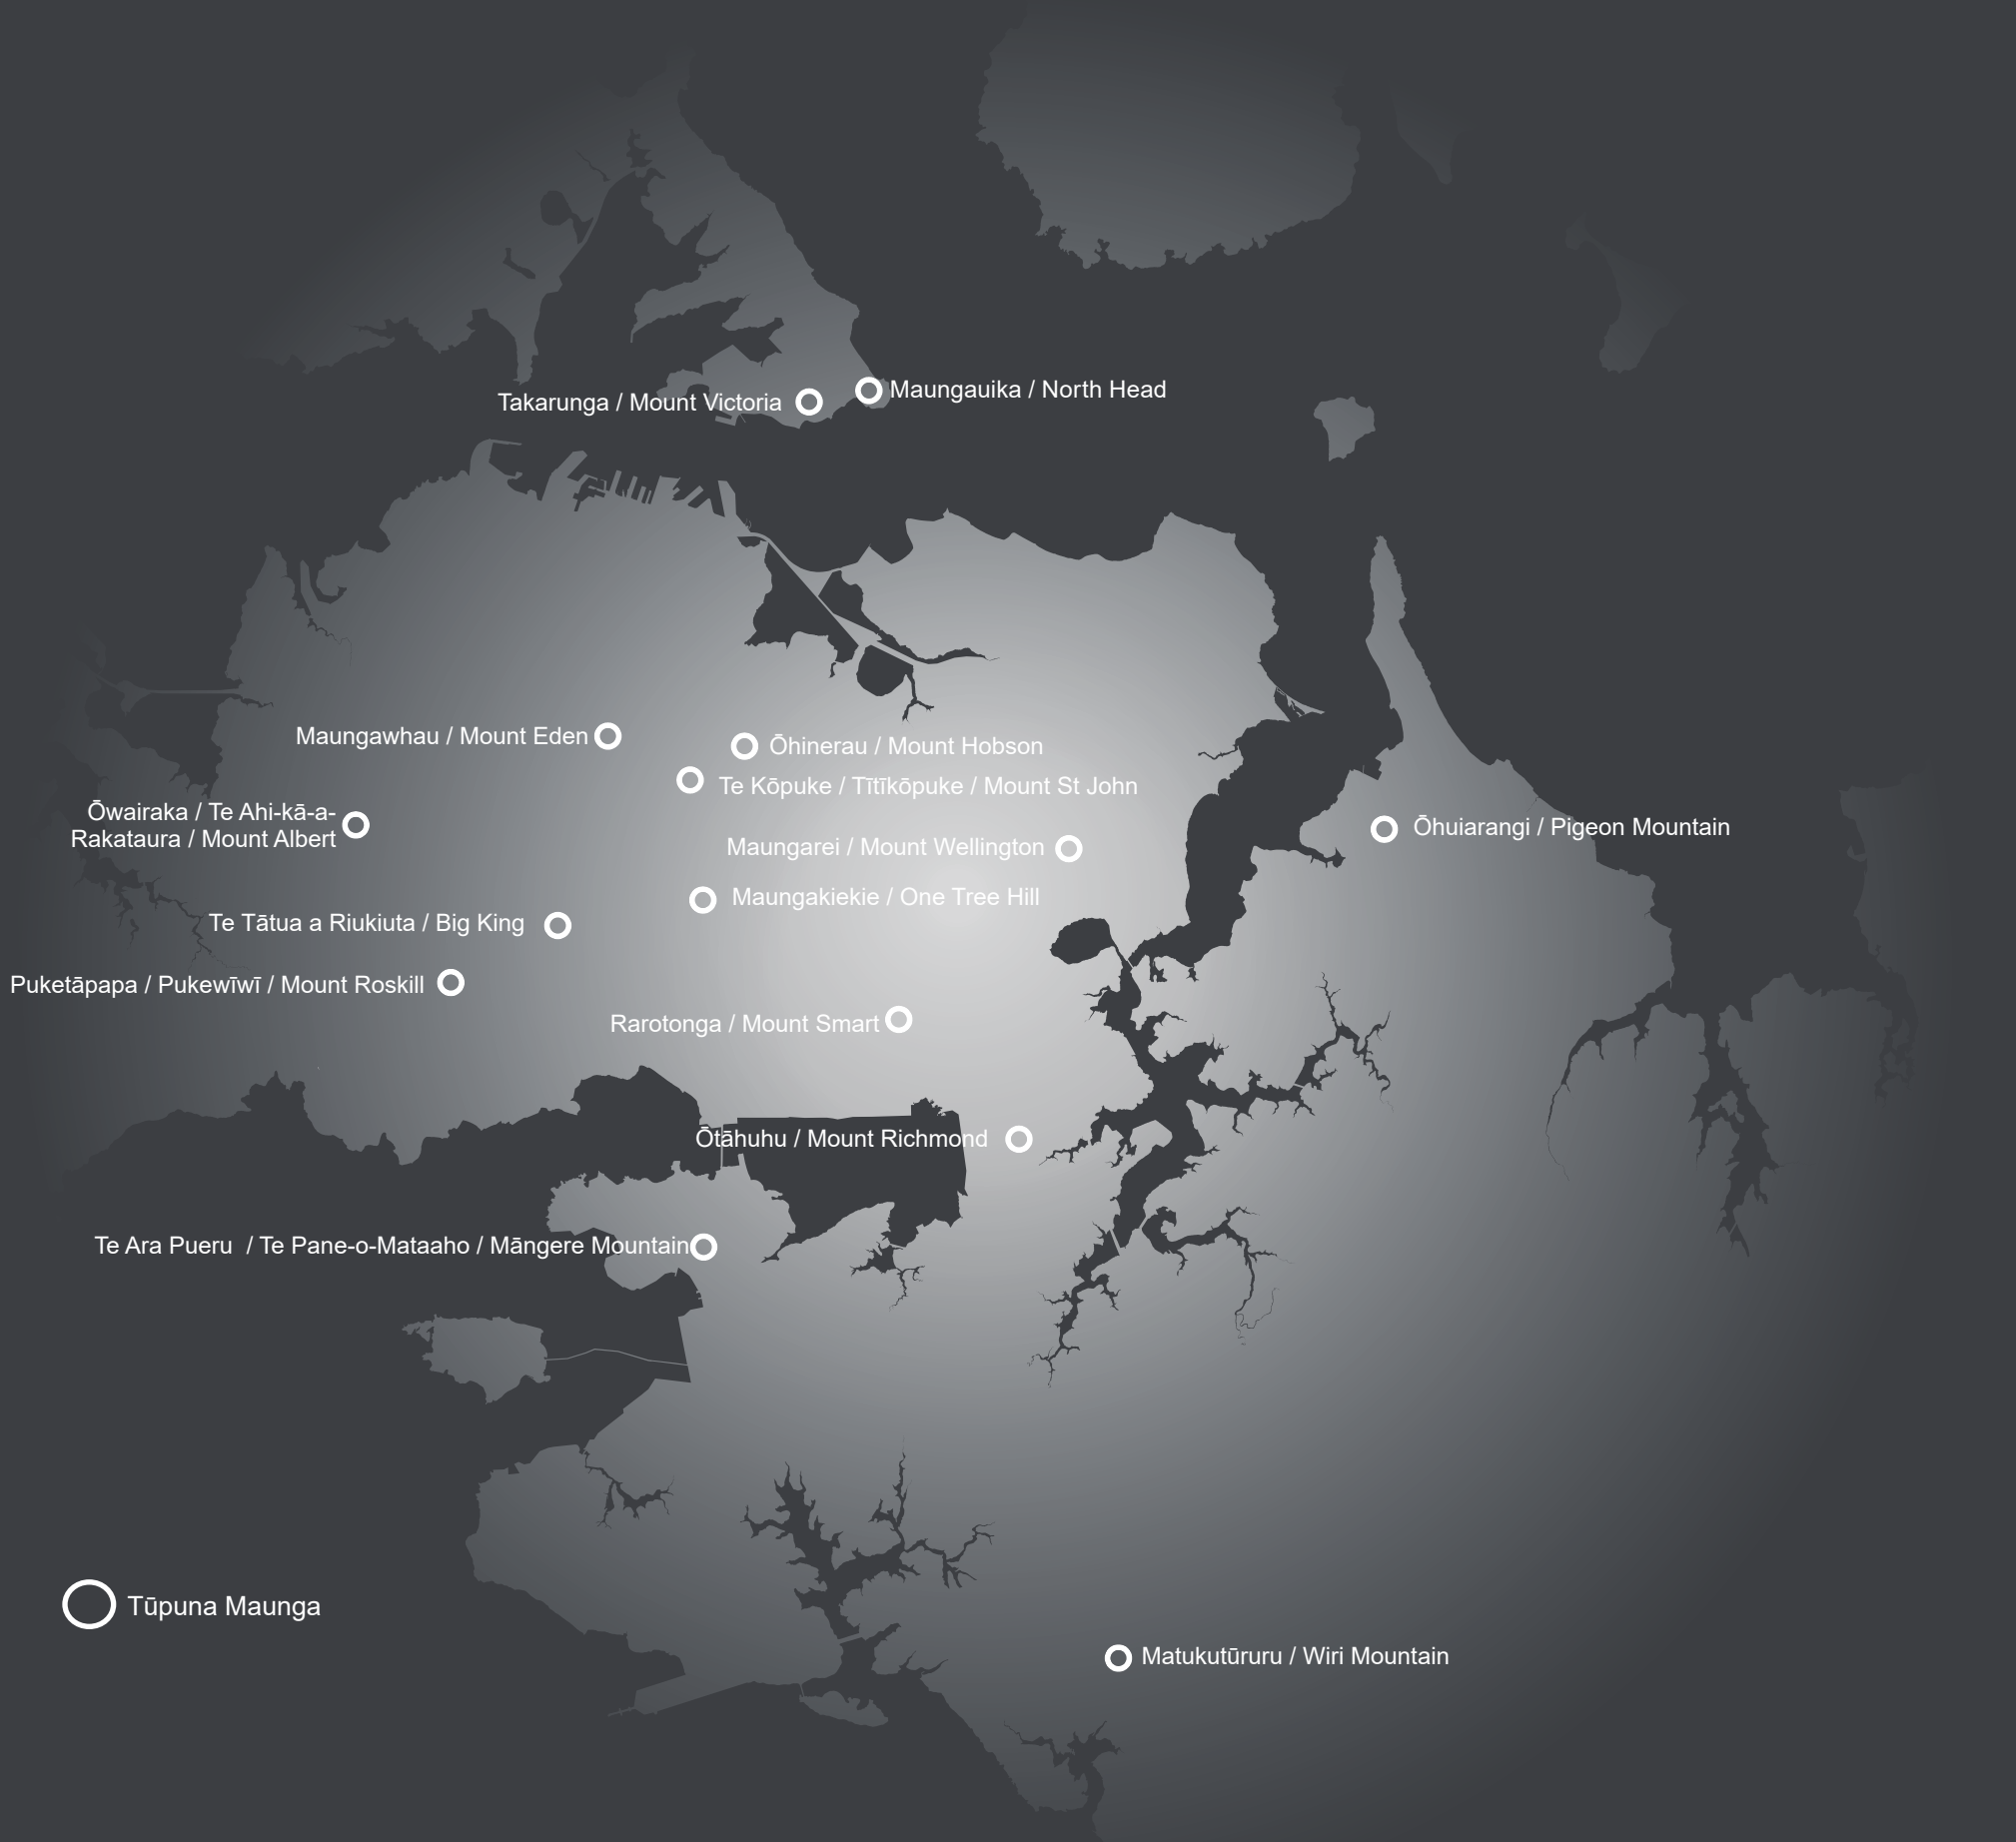 Maungauika / North Head
Takarunga / Mount Victoria
Maungawhau / Mount Eden
Ōhinerau / Mount Hobson
Te Kōpuke / Tītīkōpuke / Mount St John
Ōwairaka / Te Ahi-kā-a-
Rakataura / Mount Albert
Ōhuiarangi / Pigeon Mountain
Maungarei / Mount Wellington
Maungakiekie / One Tree Hill
Te Tātua a Riukiuta / Big King
Puketāpapa / Pukewīwī / Mount Roskill
Rarotonga / Mount Smart
Ōtāhuhu / Mount Richmond
Te Ara Pueru  / Te Pane-o-Mataaho / Māngere Mountain
Tūpuna Maunga
Matukutūruru / Wiri Mountain